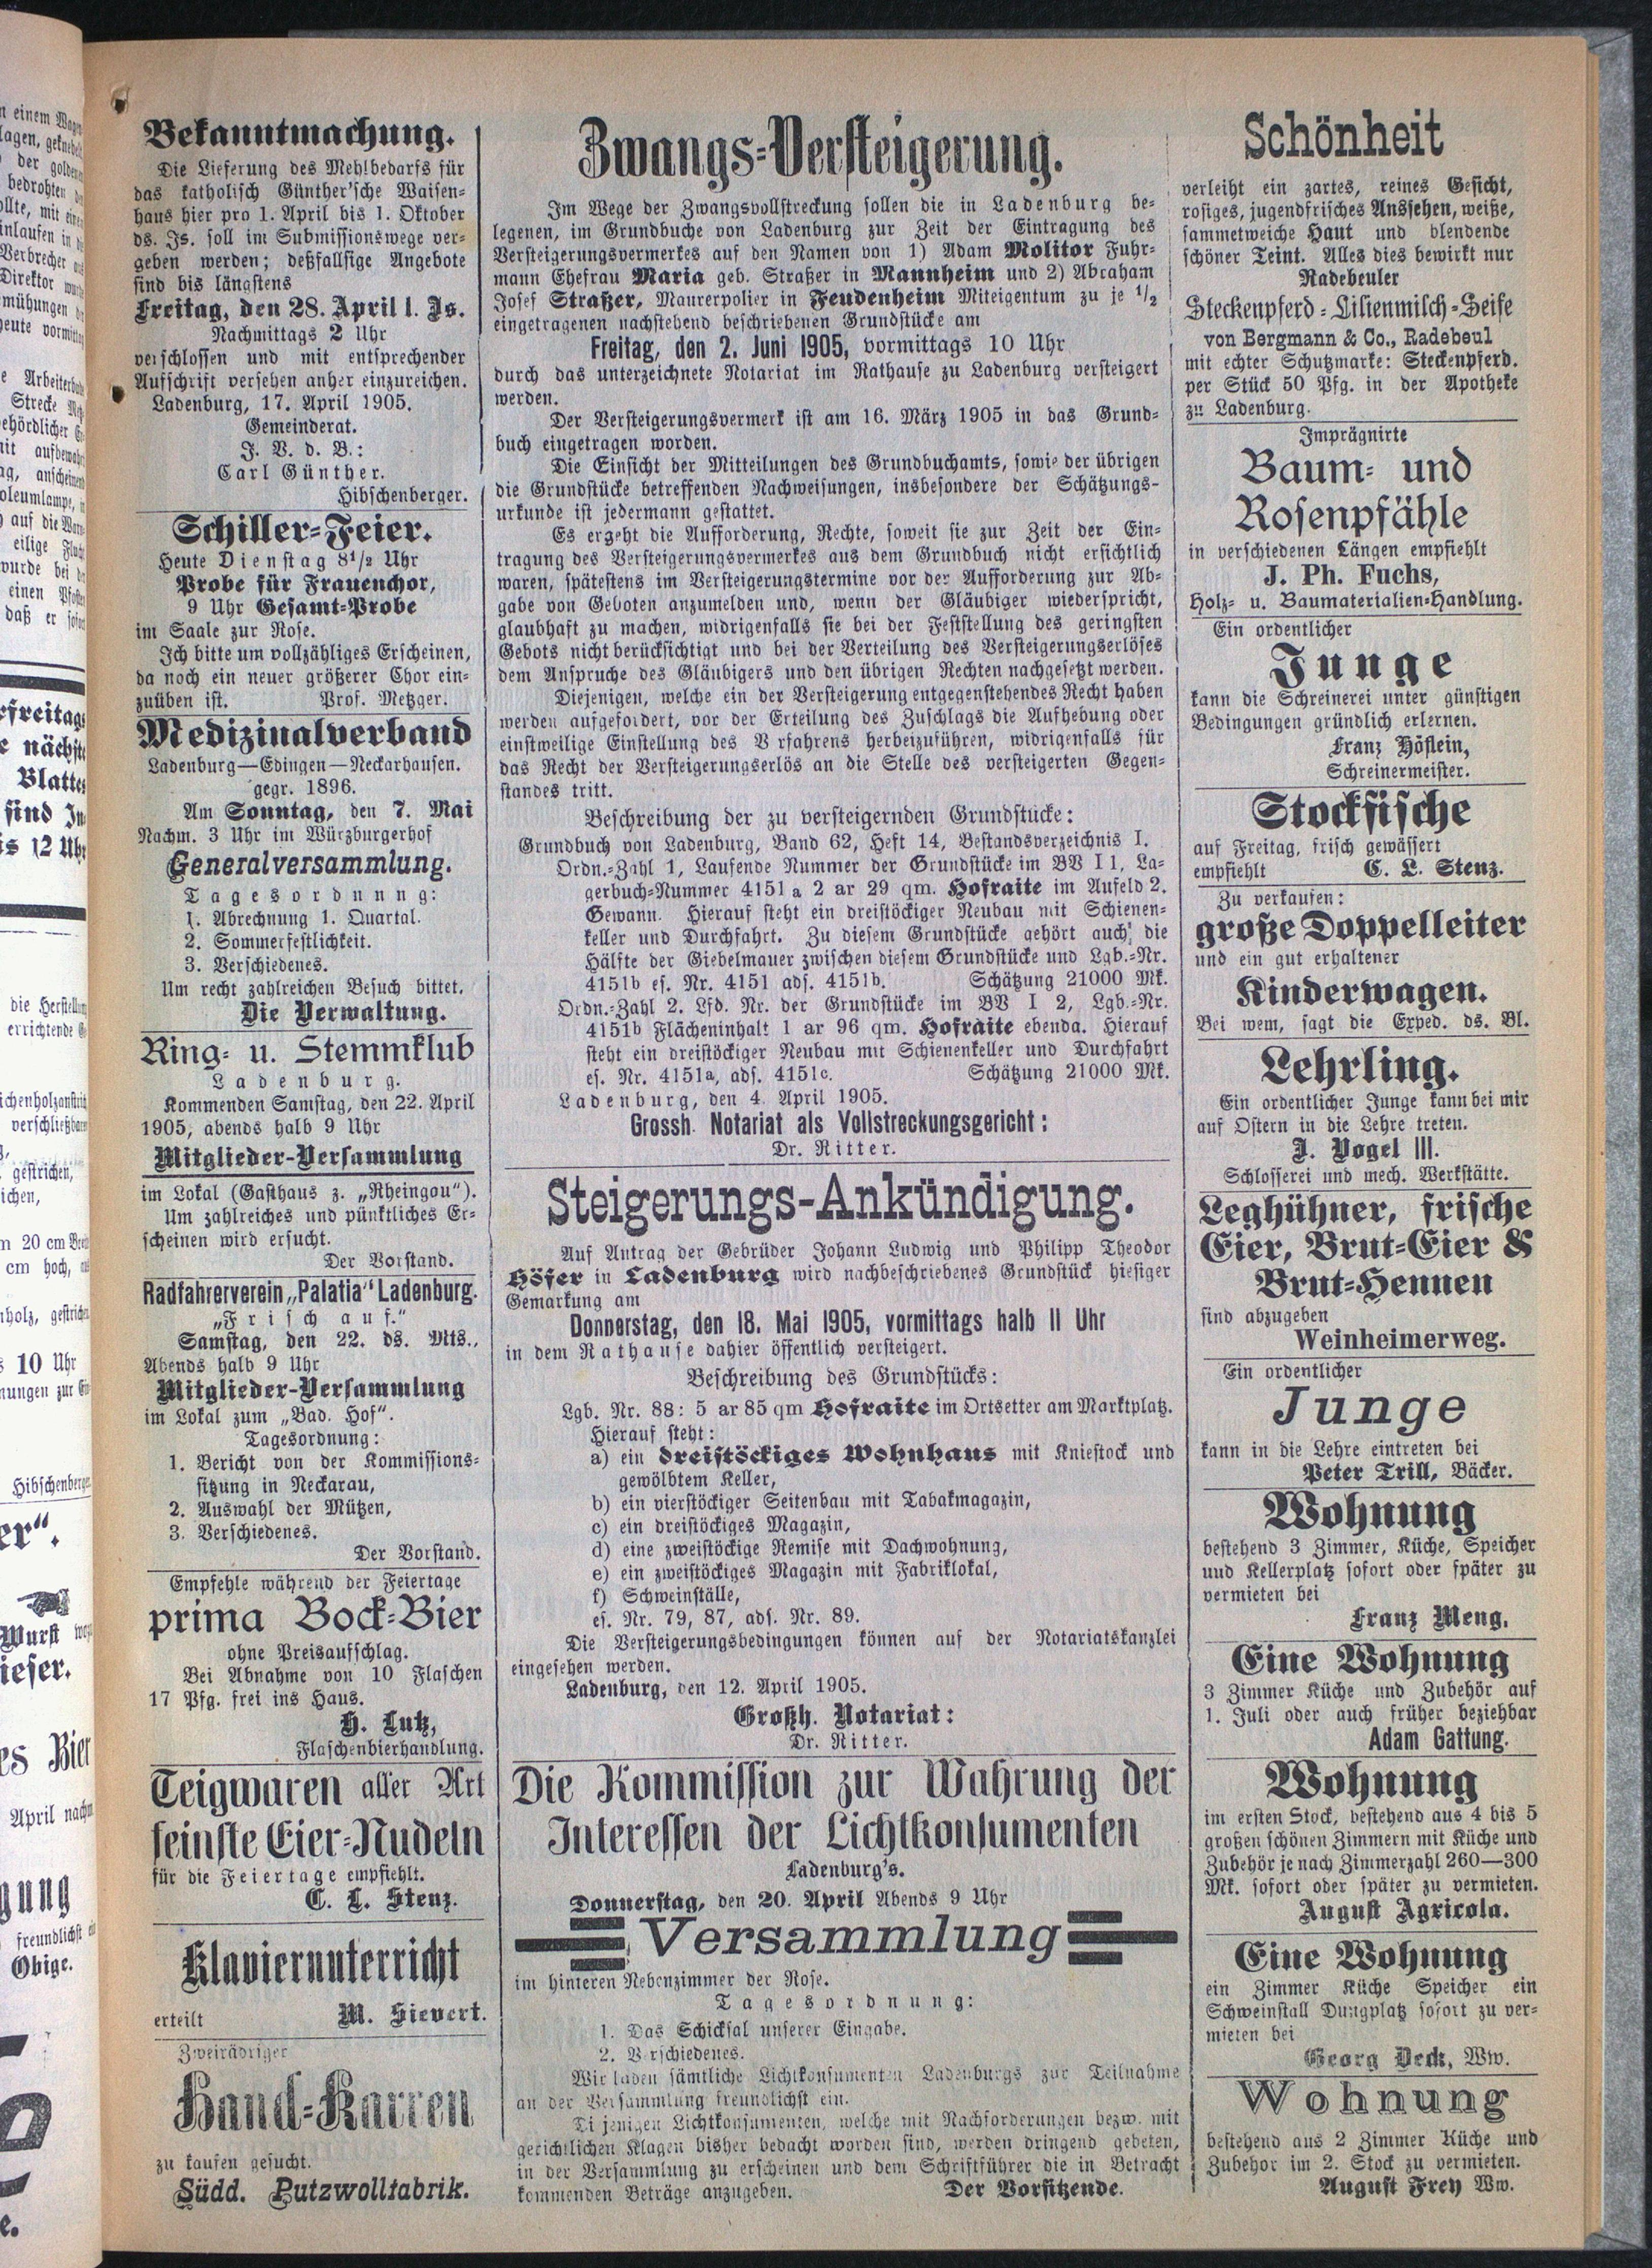 Bekanntmachung.
Die Lieferung des Mehlbedarfs für
das katholisch Günther'sche Waisen-
haus hier pro 1. April bis 1. Oktober
ds. Js. soll im Submissionswege ver-
geben werden; deßfallsige Angebote
sind bis längstens
Freitag, den 28. April l. Js.
Nachmittags 2 Uhr
verschlossen und mit entsprechender
Aufschrift versehen anher einzureichen.
Ladenburg, 17. April 1905.
Gemeinderat.
J. V. d. B.:
Carl Günther.
Hibschenberger.
Schiller-Feier.
Heute Dienstag 8½ Uhr
Probe für Frauenchor,
9 Uhr Gesamt-Probe
im Saale zur Rose.
Ich bitte um vollzähliges Erscheinen,
da noch ein neuer größerer Chor ein-
zuüben ist. Prof. Metzger.
Medizinalverband
Ladenburg—Edingen—Neckarhausen.
gegr. 1896.
Am Sonntag, den 7. Mai
Nachm. 3 Uhr im Würzburgerhof
Generalversammlung.
Tagesordnnng:
1. Abrechnung 1. Quartal.
2. Sommerfestlichkeit.
3. Verschiedenes.
Um recht zahlreichen Besuch bittet.
Die Verwaltung.
Ring- u. Stemmklub
Ladenburg.
Kommenden Samstag, den 22. April
1905, abends halb 9 Uhr
Mitglieder-Versammlung
im Lokal (Gasthaus z. „Rheingou“).
Um zahlreiches und pünktliches Er-
scheinen wird ersucht.
Der Vorstand.
Radfahrerverein „Palatia“ Ladenburg.
„Frisch auf.“
Samstag, den 22. ds. Mts.,
Abends halb 9 Uhr
Mitglieder-Versammlung
im Lokal zum „Bad. Hof“.
Tagesordnung:
1. Bericht von der Kommissions-
sitzung in Neckarau,
2. Auswahl der Mützen,
3. Verschiedenes.
Der Vorstand.
Empfehle während der Feiertage
prima Bock-Bier
ohne Preisaufschlag.
Bei Abnahme von 10 Flaschen
17 Pfg. frei ins Haus.
H. Lutz,
Flaschenbierhandlung.
Teigwaren aller Art
feinste Eier-Nudeln
für die Feiertage empfiehlt.
C. L. Stenz.
Klavierunterricht
erteilt M. Sievert.
Zweirädriger
Hand-Karren
zu kaufen gesucht.
Südd. Putzwollfabrik.
Zwangs-Versteigerung.
Im Wege der Zwangsvollstreckung sollen die in Ladenburg be-
legenen, im Grundbuche von Ladenburg zur Zeit der Eintragung des
Versteigerungsvermerkes auf den Namen von 1) Adam Molitor Fuhr-
mann Ehefrau Maria geb. Straßer in Mannheim und 2) Abraham
Josef Straßer, Maurerpolier in Feudenheim Miteigentum zu je 1/2
eingetragenen nachstehend beschriebenen Grundstücke am
Freitag, den 2. Juni 1905, vormittags 10 Uhr
durch das unterzeichnete Notariat im Rathause zu Ladenburg versteigert
werden.
Der Versteigerungsvermerk ist am 16. März 1905 in das Grund-
buch eingetragen worden.
Die Einsicht der Mitteilungen des Grundbuchamts, sowie der übrigen
die Grundstücke betreffenden Nachweisungen, insbesondere der Schätzungs-
urkunde ist jedermann gestattet.
Es ergeht die Aufforderung, Rechte, soweit sie zur Zeit der Ein-
tragung des Versteigerungsvermerkes aus dem Grundbuch nicht ersichtlich
waren, spätestens im Versteigerungstermine vor der Aufforderung zur Ab-
gabe von Geboten anzumelden und, wenn der Gläubiger wiederspricht,
glaubhaft zu machen, widrigenfalls sie bei der Feststellung des geringsten
Gebots nicht berücksichtigt und bei der Verteilung des Versteigerungserlöses
dem Anspruche des Gläubigers und den übrigen Rechten nachgesetzt werden.
Diejenigen, welche ein der Versteigerung entgegenstehendes Recht haben
werden aufgefordert, vor der Erteilung des Zuschlags die Aufhebung oder
einstweilige Einstellung des V rfahrens herbeizuführen, widrigenfalls für
das Recht der Versteigerungserlös an die Stelle des versteigerten Gegen-
standes tritt.
Beschreibung der zu versteigernden Grundstücke:
Grundbuch von Ladenburg, Band 62, Heft 14, Bestandsverzeichnis I.
Ordn.-Zahl 1, Laufende Nummer der Grundstücke im BV I 1, La-
gerbuch-Nummer 4151a 2 ar 29 qm. Hofraite im Aufeld 2.
Gewann. Hierauf steht ein dreistöckiger Neubau mit Schienen-
keller und Durchfahrt. Zu diesem Grundstücke gehört auch die
Hälfte der Giebelmauer zwischen diesem Grundstücke und Lgb.-Nr.
4151b es. Nr. 4151 ads. 4151b. Schätzung 21000 Mk.
Ordn.-Zahl 2. Lfd. Nr. der Grundstücke im BV I 2, Lgb.-Nr.
4151b Flächeninhalt 1 ar 96 qm. Hofraite ebenda. Hierauf
steht ein dreistöckiger Neubau mit Schienenkeller und Durchfahrt
es. Nr. 4151a, ads. 4151c. Schätzung 21000 Mk.
Ladenburg, den 4. April 1905.
Grossh. Notariat als Vollstreckungsgericht:
Dr. Ritter.
Steigerungs-Ankündigung.
Auf Antrag der Gebrüder Johann Ludwig und Philipp Theodor
Höfer in Ladenburg wird nachbeschriebenes Grundstück hiesiger
Gemarkung am
Donnerstag, den 18. Mai 1905, vormittags halb 11 Uhr
in dem Rathause dahier öffentlich versteigert.
Beschreibung des Grundstücks:
Lgb. Nr. 88: 5 ar 85 qm Hofraite im Ortsetter am Marktplatz.
Hierauf steht:
a) ein dreistöckiges Wohnhaus mit Kniestock und
gewölbtem Keller,
b) ein vierstöckiger Seitenbau mit Tabakmagazin,
c) ein dreistöckiges Magazin,
d) eine zweistöckige Remise mit Dachwohnung,
e) ein zweistöckiges Magazin mit Fabriklokal,
f) Schweinställe,
es. Nr. 79, 87, ads. Nr. 89.
Die Versteigerungsbedingungen können auf der Notariatskanzlei
eingesehen werden.
Ladenburg, den 12. April 1905.
Großh. Notariat:
Dr. Ritter.
Die Kommission zur Wahrung der
Interessen der Lichtkonsumenten
Ladenburg's.
Donnerstag, den 20. April Abends 9 Uhr
Versammlung
im hinteren Nebenzimmer der Rose.
Tagesordnung:
1. Das Schicksal unserer Eingabe.
2. V rschiedenes.
Wir laden sämtliche Lichtkonsumenten Ladenburgs zur Teilnahme
an der Versammlung freundlichst ein.
Di jenigen Lichtkonsumenten, welche mit Nachforderungen bezw. mit
gerichtlichen Klagen bisher bedacht worden sind, werden dringend gebeten,
in der Versammlung zu erscheinen und dem Schriftführer die in Betracht
kommenden Beträge anzugeben. Der Vorsitzende.
Schönheit
verleiht ein zartes, reines Gesicht,
rosiges, jugendfrisches Aussehen, weiße,
sammetweiche Haut und blendende
schöner Teint. Alles dies bewirkt nur
Radebeuler
Steckenpferd-Lilienmilch-Seife
von Bergmann & Co., Radebeul
mit echter Schutzmarke: Steckenpferd.
per Stück 50 Pfg. in der Apotheke
zu Ladenburg.
Imprägnirte
Baum- und
Rosenpfähle
in verschiedenen Längen empfiehlt
J. Ph. Fuchs,
Holz- u. Baumaterialien-Handlung.
Ein ordentlicher
Junge
kann die Schreinerei unter günstigen
Bedingungen gründlich erlernen.
Franz Höflein,
Schreinermeister.
Stockfische
auf Freitag, frisch gewässert
empfiehlt C. L. Stenz.
Zu verkaufen:
große Doppelleiter
und ein gut erhaltener
Kinderwagen.
Bei wem, sagt die Exped. ds. Bl.
Lehrling.
Ein ordentlicher Junge kann bei mir
auf Ostern in die Lehre treten.
J. Vogel III.
Schlosserei und mech. Werkstätte.
Leghühner, frische
Eier, Brut-Eier &
Brut-Hennen
sind abzugeben
Weinheimerweg.
Ein ordentlicher
Junge
kann in die Lehre eintreten bei
Peter Trill, Bäcker.
Wohnung
bestehend 3 Zimmer, Küche, Speicher
und Kellerplatz sofort oder später zu
vermieten bei
Franz Meng.
Eine Wohnung
3 Zimmer Küche und Zubehör auf
1. Juli oder auch früher beziehbar
Adam Gattung.
Wohnung
im ersten Stock, bestehend aus 4 bis 5
großen schönen Zimmern mit Küche und
Zubehör je nach Zimmerzahl 260—300
Mk. sofort oder später zu vermieten.
August Agricola.
Eine Wohnung
ein Zimmer Küche Speicher ein
Schweinstall Dungplatz sofort zu ver-
mieten bei
Georg Deck, Ww.
Wohnung
bestehend aus 2 Zimmer Küche und
Zubehör im 2. Stock zu vermieten.
August Frey Ww.